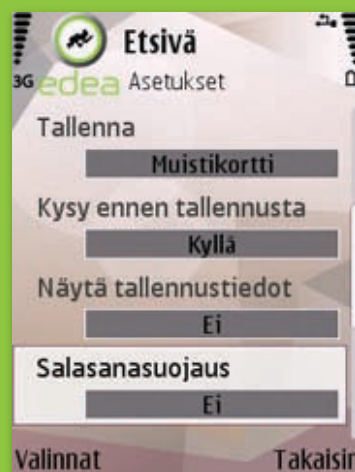 Etsivä
3G
edea Asetukset
Tallenna
Muistikortti
Kysy ennen tallennusta
Kyllä
Näytä tallennustiedot
Ei
Salasanasuojaus
Ei
Valinnat Takaisin